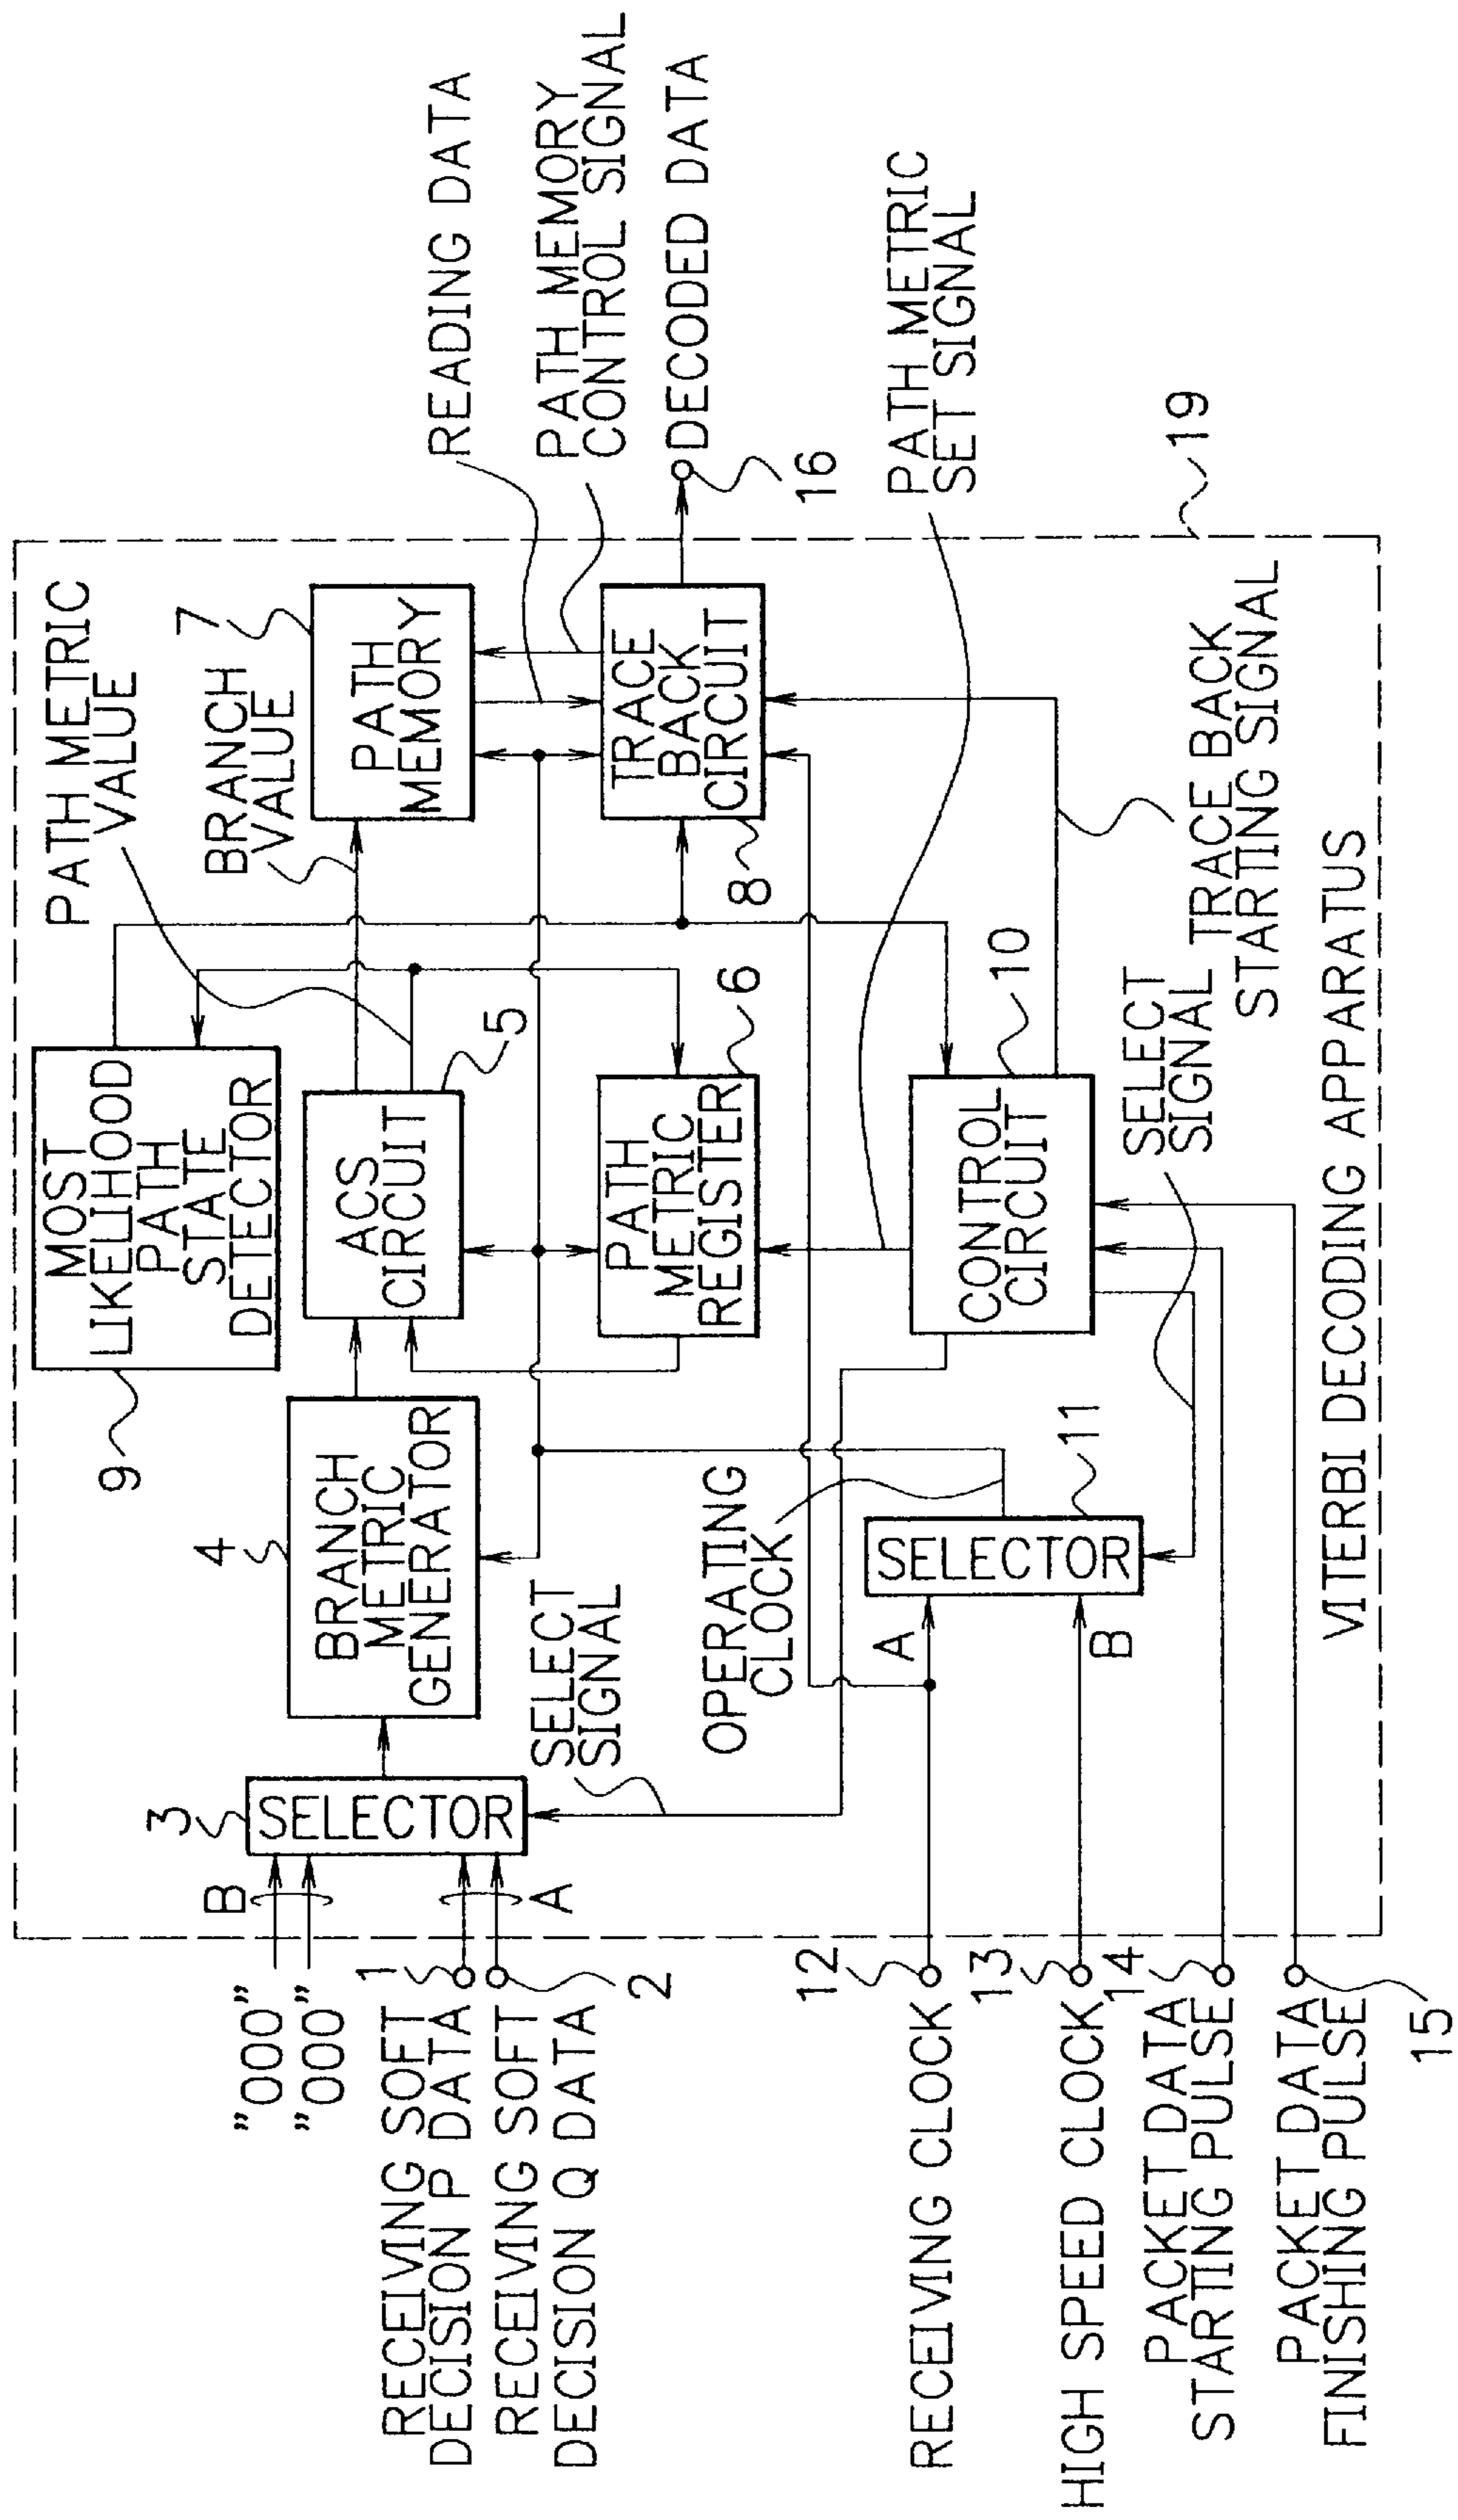 "000"
"000"
B
A
3
SELECTOR
RECEIVING SOFT
DECISION P DATA
1
RECEIVING SOFT
DECISION Q DATA
2
SELECT
SIGNAL
4
BRANCH
METRIC
GENERATOR
9
MOST
LIKELIHOOD
PATH
STATE
DETECTOR
ACS
CIRCUIT
5
PATH
METRIC
REGISTER
6
PATH METRIC
VALUE
BRANCH
VALUE
7
PATH
MEMORY
TRACE
BACK
CIRCUIT
8
READING DATA
PATH MEMORY
CONTROL SIGNAL
DECODED DATA
16
PATH METRIC
SET SIGNAL
OPERATING
CLOCK
RECEIVING CLOCK
12
A
HIGH SPEED CLOCK
13
B
SELECTOR
11
CONTROL
CIRCUIT
10
SELECT
SIGNAL
TRACE BACK
STARTING SIGNAL
PACKET DATA
STARTING PULSE
14
PACKET DATA
FINISHING PULSE
15
VITERBI DECODING APPARATUS
19